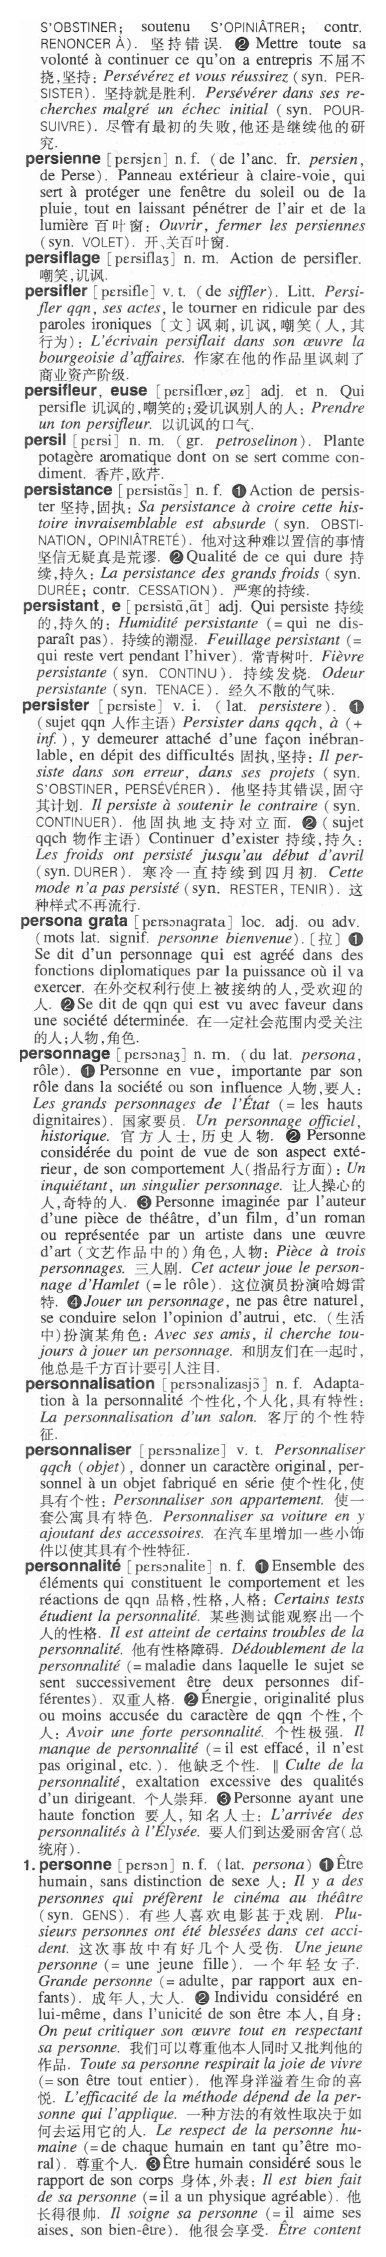 S'OBSTINER; soutenu S'OPINIÂTRER; contr.
RENONCER À). 坚持错误. ❷ Mettre toute sa
volonté à continuer ce qu'on a entrepris 不屈不
挠,坚持: Persévérez et vous réussirez (syn. PER-
SISTER). 坚持就是胜利. Persévérer dans ses re-
cherches malgré un échec initial (syn. POUR-
SUIVRE). 尽管有最初的失败,他还是继续他的研
究.
persienne [pɛrsjɛn] n. f. (de l'anc. fr. persien,
de Perse). Panneau extérieur à claire-voie, qui
sert à protéger une fenêtre du soleil ou de la
pluie, tout en laissant pénétrer de l'air et de la
lumière 百叶窗: Ouvrir, fermer les persiennes
(syn. VOLET). 开、关百叶窗.
persiflage [pɛrsiflaʒ] n. m. Action de persifler.
嘲笑,讥讽.
persifler [pɛrsifle] v. t. (de siffler). Litt. Persi-
fler qqn, ses actes, le tourner en ridicule par des
paroles ironiques [文]讽刺,讥讽,嘲笑(人,其
行为): L'écrivain persiflait dans son œuvre la
bourgeoisie d'affaires. 作家在他的作品里讽刺了
商业资产阶级.
persifleur, euse [pɛrsiflœr,øz] adj. et n. Qui
persifle 讥讽的,嘲笑的;爱讥讽别人的人: Prendre
un ton persifleur. 以讥讽的口气.
persil [pɛrsi] n. m. (gr. petroselinon). Plante
potagère aromatique dont on se sert comme con-
diment. 香芹,欧芹.
persistance [pɛrsistɑ̃s] n. f. ❶Action de persis-
ter 坚持,固执: Sa persistance à croire cette his-
toire invraisemblable est absurde (syn. OBSTI-
NATION, OPINIÂTRETÉ). 他对这种难以置信的事情
坚信无疑真是荒谬. ❷Qualité de ce qui dure 持
续,持久: La persistance des grands froids (syn.
DURÉE; contr. CESSATION). 严寒的持续.
persistant, e [pɛrsistɑ̃,ɑ̃t] adj. Qui persiste 持续
的,持久的: Humidité persistante (= qui ne dis-
paraît pas). 持续的潮湿. Feuillage persistant (=
qui reste vert pendant l'hiver). 常青树叶. Fièvre
persistante (syn. CONTINU). 持续发烧. Odeur
persistante (syn. TENACE). 经久不散的气味.
persister [pɛrsiste] v. i. (lat. persistere). ❶
(sujet qqn 人作主语) Persister dans qqch, à (+
inf.), y demeurer attaché d'une façon inébran-
lable, en dépit des difficultés 固执,坚持: Il per-
siste dans son erreur, dans ses projets (syn.
S'OBSTINER, PERSÉVÉRER). 他坚持其错误,固守
其计划. Il persiste à soutenir le contraire (syn.
CONTINUER). 他固执地支持对立面. ❷ (sujet
qqch 物作主语) Continuer d'exister 持续,持久:
Les froids ont persisté jusqu'au début d'avril
(syn. DURER). 寒冷一直持续到四月初. Cette
mode n'a pas persisté (syn. RESTER, TENIR). 这
种样式不再流行.
persona grata [pɛrsɔnagrata] loc. adj. ou adv.
(mots lat. signif. personne bienvenue).[拉] ❶
Se dit d'un personnage qui est agréé dans des
fonctions diplomatiques par la puissance où il va
exercer. 在外交权利行使上被接纳的人,受欢迎的
人. ❷Se dit de qqn qui est vu avec faveur dans
une société déterminée. 在一定社会范围内受关注
的人;人物,角色.
personnage [pɛrsɔnaʒ] n. m. (du lat. persona,
rôle). ❶ Personne en vue, importante par son
rôle dans la société ou son influence 人物,要人:
Les grands personnages de l'État (= les hauts
dignitaires). 国家要员. Un personnage officiel,
historique. 官方人士,历史人物. ❷ Personne
considérée du point de vue de son aspect exté-
rieur, de son comportement 人(指品行方面): Un
inquiétant, un singulier personnage. 让人操心的
人,奇特的人. ❸Personne imaginée par l'auteur
d'une pièce de théâtre, d'un film, d'un roman
ou représentée par un artiste dans une œuvre
d'art (文艺作品中的)角色,人物: Pièce à trois
personnages. 三人剧. Cet acteur joue le person-
nage d'Hamlet (=le rôle). 这位演员扮演哈姆雷
特. ❹Jouer un personnage, ne pas être naturel,
se conduire selon l'opinion d'autrui, etc. (生活
中)扮演某角色: Avec ses amis, il cherche tou-
jours à jouer un personnage. 和朋友们在一起时,
他总是千方百计要引人注目.
personnalisation [pɛrsɔnalizasjɔ̃] n. f. Adapta-
tion à la personnalité 个性化,个人化,具有特性:
La personnalisation d'un salon. 客厅的个性特
征.
personnaliser [pɛrsɔnalize] v. t. Personnaliser
qqch (objet), donner un caractère original, per-
sonnel à un objet fabriqué en série 使个性化,使
具有个性: Personnaliser son appartement. 使一
套公寓具有特色. Personnaliser sa voiture en y
ajoutant des accessoires. 在汽车里增加一些小饰
件以使其具有个性特征.
personnalité [pɛrsɔnalite] n. f. ❶Ensemble des
éléments qui constituent le comportement et les
réactions de qqn 品格,性格,人格: Certains tests
étudient la personnalité. 某些测试能观察出一个
人的性格. Il est atteint de certains troubles de la
personnalité. 他有性格障碍. Dédoublement de la
personnalité (=maladie dans laquelle le sujet se
sent successivement être deux personnes dif-
férentes). 双重人格. ❷Énergie, originalité plus
ou moins accusée du caractère de qqn 个性,个
人: Avoir une forte personnalité. 个性极强. Il
manque de personnalité (=il est effacé, il n'est
pas original, etc.). 他缺乏个性. ‖ Culte de la
personnalité, exaltation excessive des qualités
d'un dirigeant. 个人崇拜. ❸Personne ayant une
haute fonction 要人,知名人士: L'arrivée des
personnalités à l'Élysée. 要人们到达爱丽舍宫(总
统府).
1. personne [pɛrsɔn] n. f. (lat. persona) ❶Être
humain, sans distinction de sexe 人: Il y a des
personnes qui préfèrent le cinéma au théâtre
(syn. GENS). 有些人喜欢电影甚于戏剧. Plu-
sieurs personnes ont été blessées dans cet acci-
dent. 这次事故中有好几个人受伤. Une jeune
personne (= une jeune fille). 一个年轻女子.
Grande personne (=adulte, par rapport aux en-
fants). 成年人,大人. ❷ Individu considéré en
lui-même, dans l'unicité de son être 本人,自身:
On peut critiquer son œuvre tout en respectant
sa personne. 我们可以尊重他本人同时又批判他的
作品. Toute sa personne respirait la joie de vivre
(=son être tout entier). 他浑身洋溢着生命的喜
悦. L'efficacité de la méthode dépend de la per-
sonne qui l'applique. 一种方法的有效性取决于如
何去运用它的人. Le respect de la personne hu-
maine (=de chaque humain en tant qu'être mo-
ral). 尊重个人. ❸Être humain considéré sous le
rapport de son corps 身体,外表: Il est bien fait
de sa personne (=il a un physique agréable). 他
长得很帅. Il soigne sa personne (=il aime ses
aises, son bien-être). 他很会享受. Être content